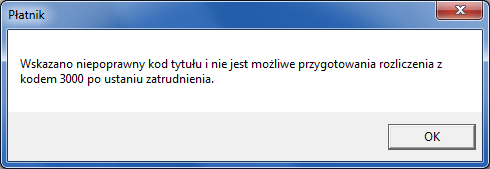 Płatnik
Wskazano niepoprawny kod tytułu i nie jest możliwe przygotowania rozliczenia z
kodem 3000 po ustaniu zatrudnienia.
OK